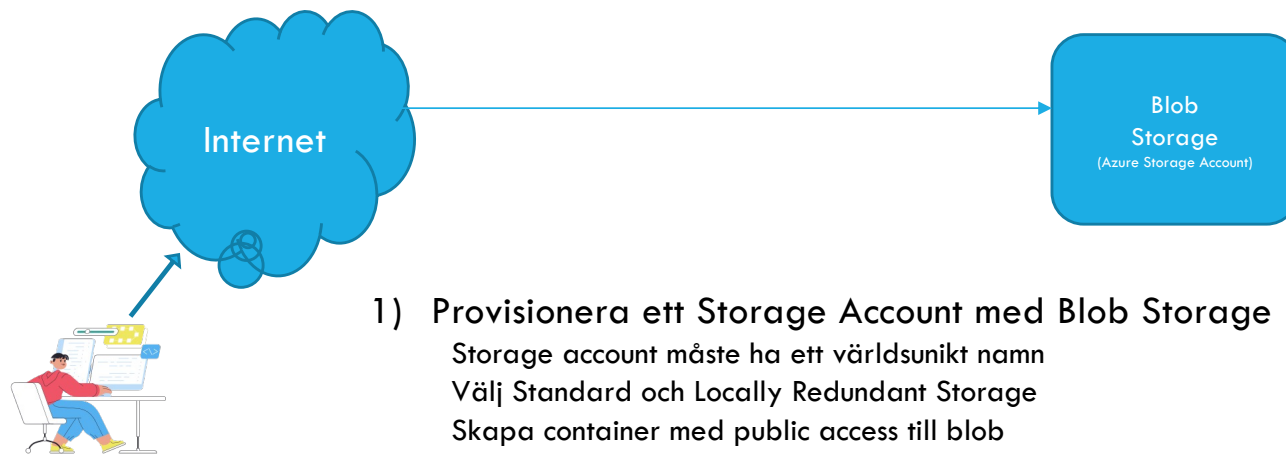 Internet
Blob
Storage
(Azure Storage Account)
1) Provisionera ett Storage Account med Blob Storage
Storage account måste ha ett världsunikt namn
Välj Standard och Locally Redundant Storage
Skapa container med public access till blob